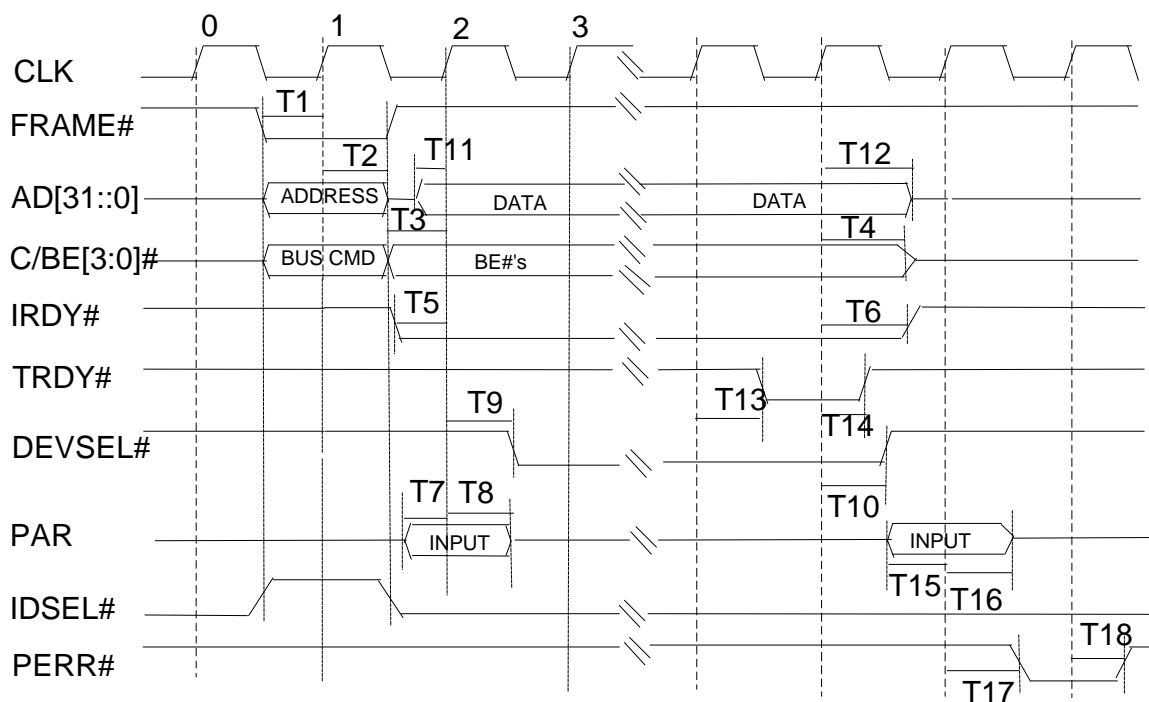 0 1 2 3
CLK
T1
FRAME#
T2 T11 T12
AD[31::0] ADDRESS DATA DATA
T3 T4
C/BE[3:0]# BUS CMD BE#'s
T5 T6
IRDY#
TRDY#
T9 T13 T14
DEVSEL#
T7 T8 T10
PAR INPUT INPUT
T15 T16
IDSEL#
T18
PERR#
T17